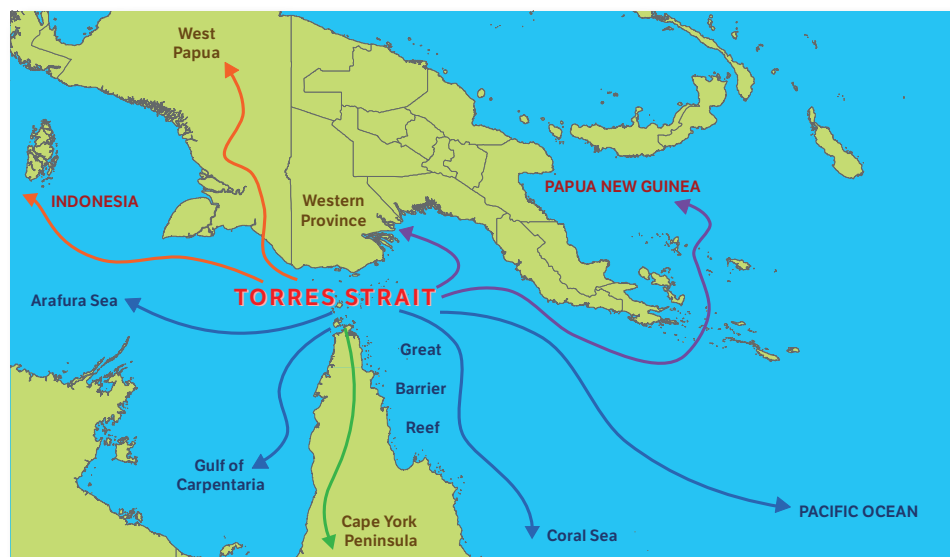 West
Papua
INDONESIA
Western
Province
PAPUA NEW GUINEA
TORRES STRAIT
Arafura Sea
Great
Barrier
Reef
Gulf of
Carpentaria
Cape York
Peninsula
Coral Sea
PACIFIC OCEAN